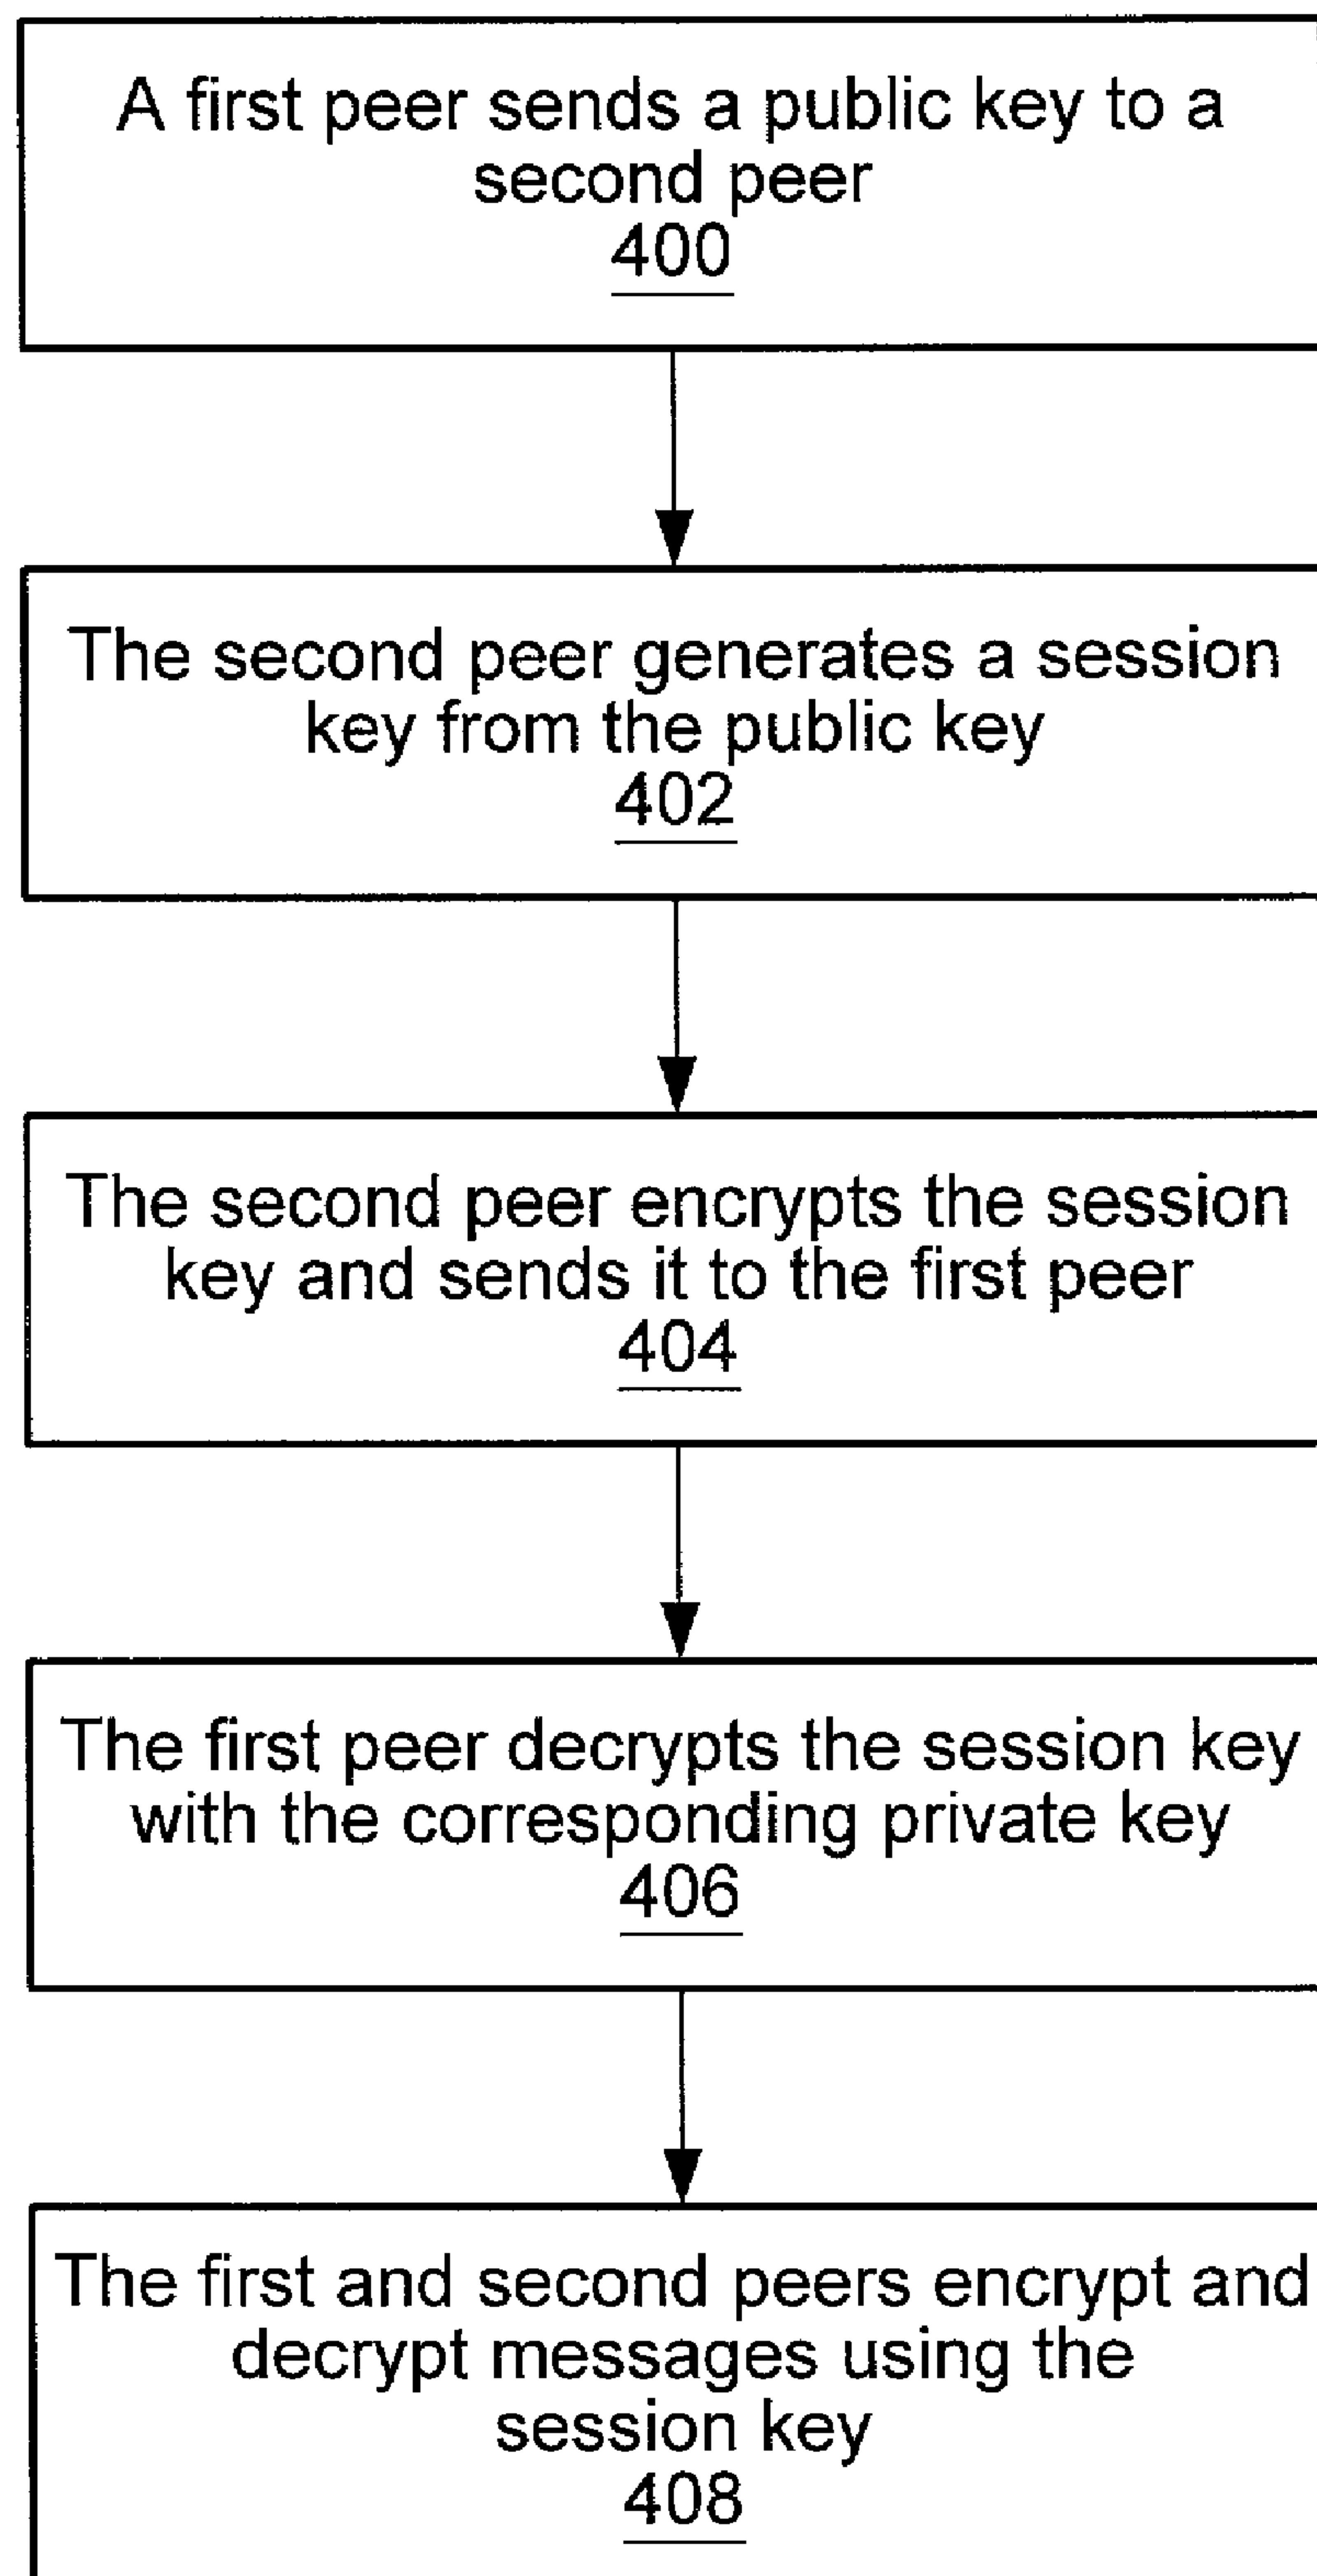 A first peer sends a public key to a
second peer
400
The second peer generates a session
key from the public key
402
The second peer encrypts the session
key and sends it to the first peer
404
The first peer decrypts the session key
with the corresponding private key
406
The first and second peers encrypt and
decrypt messages using the
session key
408